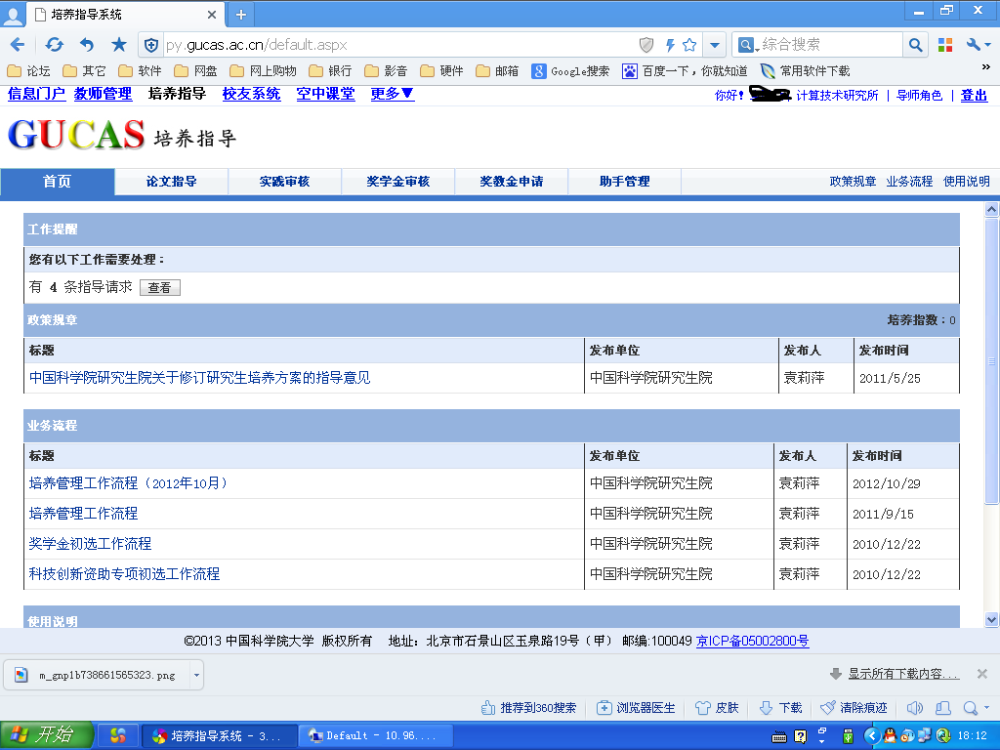 培养指导系统
py.gucas.ac.cn/default.aspx
综合搜索
论坛 其它 软件 网盘 网上购物 银行 影音 硬件 邮箱 Google搜索 百度一下，你就知道 常用软件下载 »
信息门户 教师管理 培养指导 校友系统 空中课堂 更多▼ 你好! 计算技术研究所 | 导师角色 | 登出
GUCAS 培养指导
首页 论文指导 实践审核 奖学金审核 奖教金申请 助手管理 政策规章 业务流程 使用说明
工作提醒
您有以下工作需要处理：
有 4 条指导请求 查看
政策规章 培养指数：0
标题 发布单位 发布人 发布时间
中国科学院研究生院关于修订研究生培养方案的指导意见 中国科学院研究生院 袁莉萍 2011/5/25
业务流程
标题 发布单位 发布人 发布时间
培养管理工作流程（2012年10月） 中国科学院研究生院 袁莉萍 2012/10/29
培养管理工作流程 中国科学院研究生院 袁莉萍 2011/9/15
奖学金初选工作流程 中国科学院研究生院 袁莉萍 2010/12/22
科技创新资助专项初选工作流程 中国科学院研究生院 袁莉萍 2010/12/22
使用说明
©2013 中国科学院大学 版权所有 地址：北京市石景山区玉泉路19号（甲） 邮编:100049 京ICP备05002800号
m_gnp1b738661565323.png 显示所有下载内容...
推荐到360搜索 浏览器医生 皮肤 下载 清除痕迹
开始 培养指导系统 - 3... Default - 10.96.... 18:12